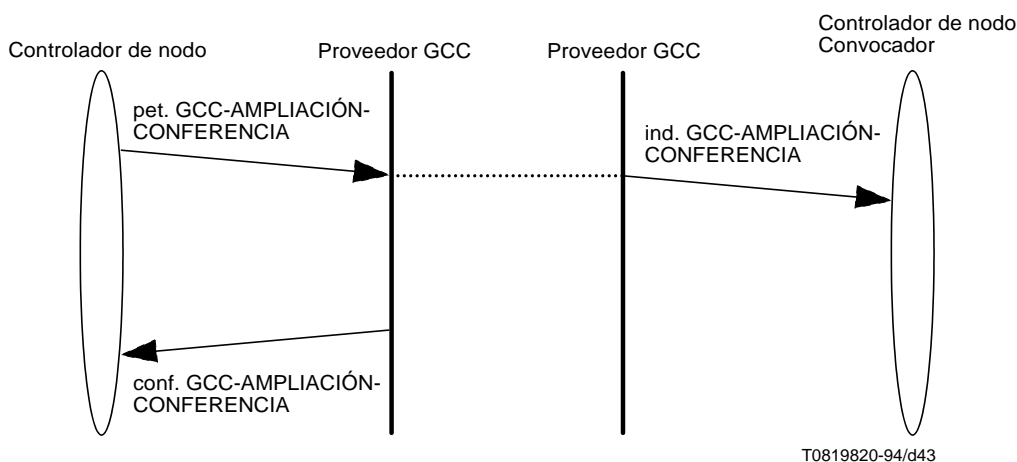 Controlador de nodo
Proveedor GCC
Proveedor GCC
Controlador de nodo
Convocador
pet. GCC-AMPLIACIÓN-
CONFERENCIA
ind. GCC-AMPLIACIÓN-
CONFERENCIA
conf. GCC-AMPLIACIÓN-
CONFERENCIA
T0819820-94/d43